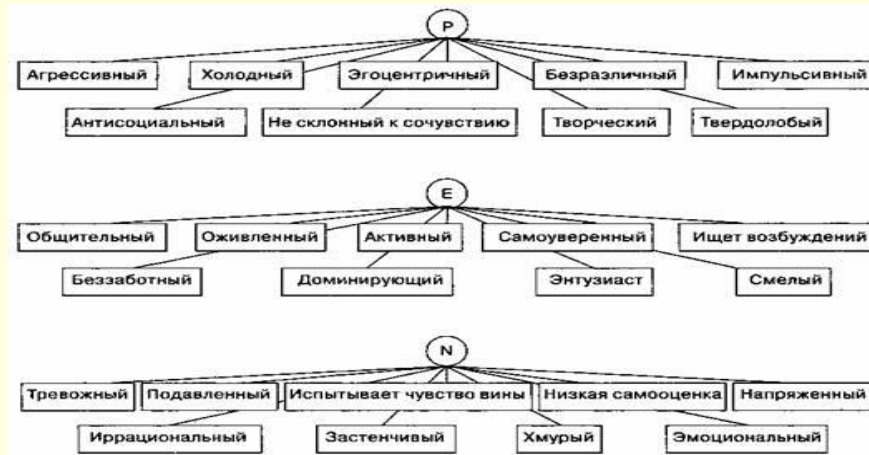 P
Агрессивный Холодный Эгоцентричный Безразличный Импульсивный
Антисоциальный Не склонный к сочувствию Творческий Твердолобый
E
Общительный Оживленный Активный Самоуверенный Ищет возбуждений
Беззаботный Доминирующий Энтузиаст Смелый
N
Тревожный Подавленный Испытывает чувство вины Низкая самооценка Напряженный
Иррациональный Застенчивый Хмурый Эмоциональный